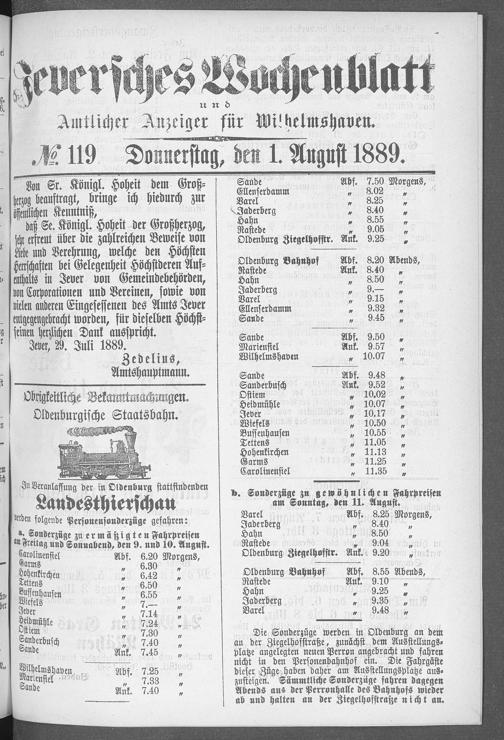 Jeversches Wochenblatt
und
Amtlicher Anzeiger für Wilhelmshaven.
№ 119 Donnerstag, den 1. August 1889.
Von Sr. Königl. Hoheit dem Groß-
herzog beauftragt, bringe ich hiedurch zur
öffentlichen Kenntniß,
daß Se. Königl. Hoheit der Großherzog,
sehr erfreut über die zahlreichen Beweise von
Liebe und Verehrung, welche den Höchsten
Herrschaften bei Gelegenheit Höchstderen Auf-
enthalts in Jever von Gemeindebehörden,
von Corporationen und Vereinen, sowie von
vielen anderen Eingesessenen des Amts Jever
entgegengebracht worden, für dieselben Höchst-
seinen herzlichen Dank ausspricht.
Jever, 29. Juli 1889.
Zedelius,
Amtshauptmann.
Obrigkeitliche Bekanntmachungen.
Oldenburgische Staatsbahn.
In Veranlassung der in Oldenburg stattfindenden
Landesthierschau
werden folgende Personensonderzüge gefahren:
a. Sonderzüge zu ermäßigten Fahrpreisen
am Freitag und Sonnabend, den 9. und 10. August.
Carolinensiel Abf. 6.20 Morgens,
Garms „ 6.30 „
Hohenkirchen „ 6.42 „
Tettens „ 6.50 „
Bussenhausen „ 6.55 „
Wiefels „ 7.— „
Jever „ 7.14 „
Heidmühle „ 7.24 „
Ostiem „ 7.30 „
Sanderbusch „ 7.40 „
Sande Ank. 7.45 „
Wilhelmshaven Abf. 7.25 „
Mariensiel „ 7.33 „
Sande Ank. 7.40 „
Sande Abf. 7.50 Morgens,
Ellenserdamm „ 8.02 „
Varel „ 8.25 „
Jaderberg „ 8.40 „
Hahn „ 8.55 „
Rastede „ 9.05 „
Oldenburg Ziegelhofstr. Ank. 9.25 „
Oldenburg Bahnhof Abf. 8.20 Abends,
Rastede Ank. 8.40 „
Hahn „ 8.50 „
Jaderberg „ 9.— „
Varel „ 9.15 „
Ellenserdamm „ 9.32 „
Sande „ 9.45 „
Sande Abf. 9.50 „
Mariensiel Ank. 9.57 „
Wilhelmshaven „ 10.07 „
Sande Abf. 9.48 „
Sanderbusch Ank. 9.52 „
Ostiem „ 10.02 „
Heidmühle „ 10.07 „
Jever „ 10.17 „
Wiefels „ 10.50 „
Bussenhausen „ 10.55 „
Tettens „ 11.05 „
Hohenkirchen „ 11.13 „
Garms „ 11.25 „
Carolinensiel „ 11.35 „
b. Sonderzüge zu gewöhnlichen Fahrpreisen
am Sonntag, den 11. August.
Varel Abf. 8.25 Morgens,
Jaderberg „ 8.40 „
Hahn „ 8.50 „
Rastede „ 9.04 „
Oldenburg Ziegelhofstr. Ank. 9.20 „
Oldenburg Bahnhof Abf. 8.55 Abends,
Rastede Ank. 9.10 „
Hahn „ 9.25 „
Jaderberg „ 9.35 „
Varel „ 9.48 „
Die Sonderzüge werden in Oldenburg an dem
an der Ziegelhofstraße, zunächst dem Ausstellungs-
platz angelegten neuen Perron angebracht und fahren
nicht in den Personenbahnhof ein. Die Fahrgäste
dieser Züge haben daher am Ausstellungsplatz aus-
zusteigen. Sämmtliche Sonderzüge fahren dagegen
Abends aus der Perronhalle des Bahnhofs wieder
ab und halten an der Ziegelhofstraße nicht an.